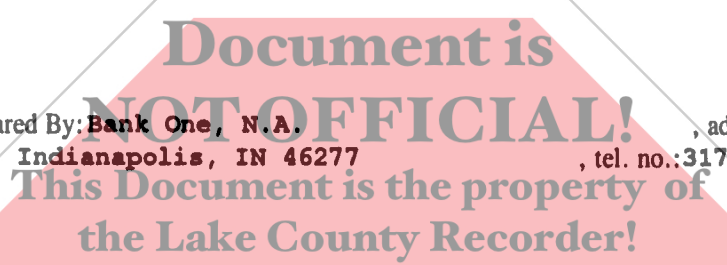 Document is
NOT OFFICIAL!
ared By: Bank One, N.A. , ad
Indianapolis, IN 46277 , tel. no.:317
This Document is the property of
the Lake County Recorder!